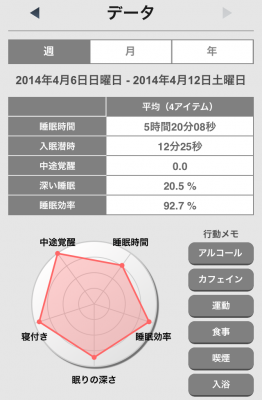 データ
週 月 年
2014年4月6日日曜日 - 2014年4月12日土曜日
平均（4アイテム）
睡眠時間 5時間20分08秒
入眠潜時 12分25秒
中途覚醒 0.0
深い睡眠 20.5 %
睡眠効率 92.7 %
行動メモ
中途覚醒 睡眠時間
アルコール
カフェイン
運動
寝付き 睡眠効率
食事
喫煙
眠りの深さ
入浴